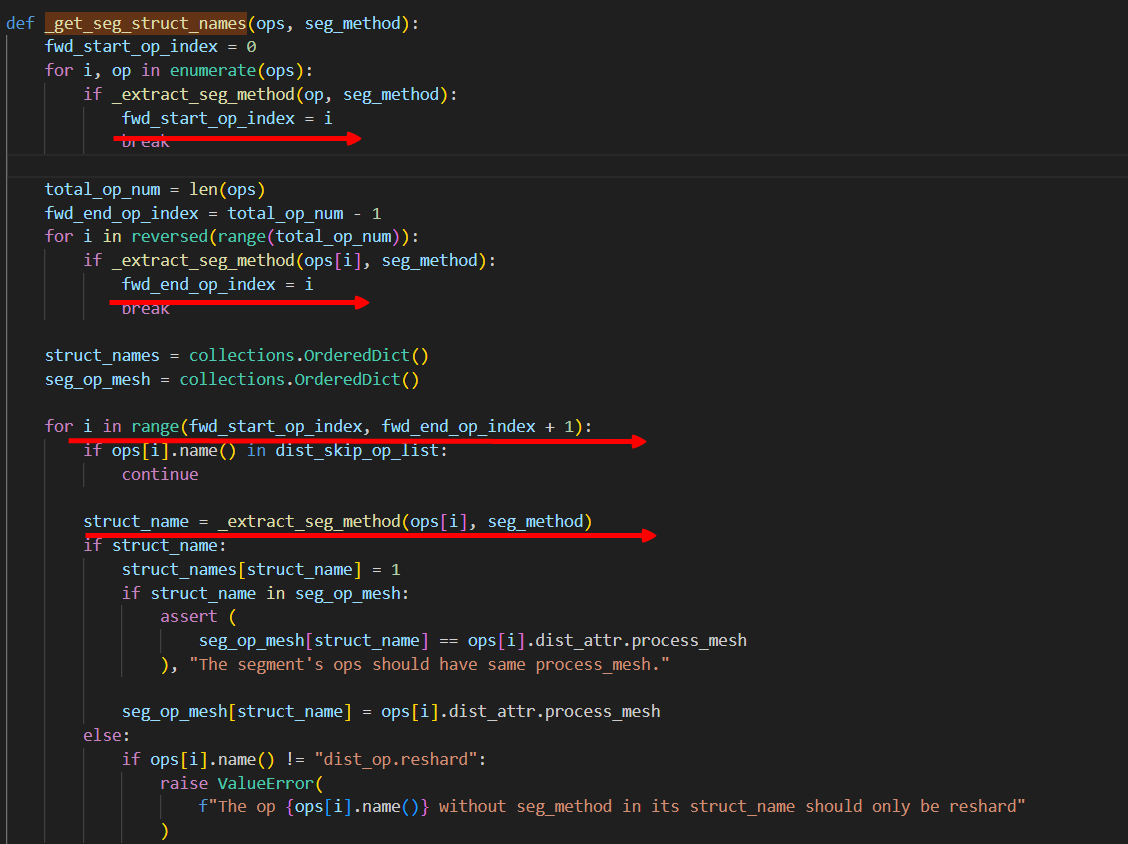 def _get_seg_struct_names(ops, seg_method):
    fwd_start_op_index = 0
    for i, op in enumerate(ops):
        if _extract_seg_method(op, seg_method):
            fwd_start_op_index = i
            break
    total_op_num = len(ops)
    fwd_end_op_index = total_op_num - 1
    for i in reversed(range(total_op_num)):
        if _extract_seg_method(ops[i], seg_method):
            fwd_end_op_index = i
            break
    struct_names = collections.OrderedDict()
    seg_op_mesh = collections.OrderedDict()
    for i in range(fwd_start_op_index, fwd_end_op_index + 1):
        if ops[i].name() in dist_skip_op_list:
            continue
        struct_name = _extract_seg_method(ops[i], seg_method)
        if struct_name:
            struct_names[struct_name] = 1
            if struct_name in seg_op_mesh:
                assert (
                    seg_op_mesh[struct_name] == ops[i].dist_attr.process_mesh
                ), "The segment's ops should have same process_mesh."
            seg_op_mesh[struct_name] = ops[i].dist_attr.process_mesh
        else:
            if ops[i].name() != "dist_op.reshard":
                raise ValueError(
                    f"The op {ops[i].name()} without seg_method in its struct_name should only be reshard"
                )